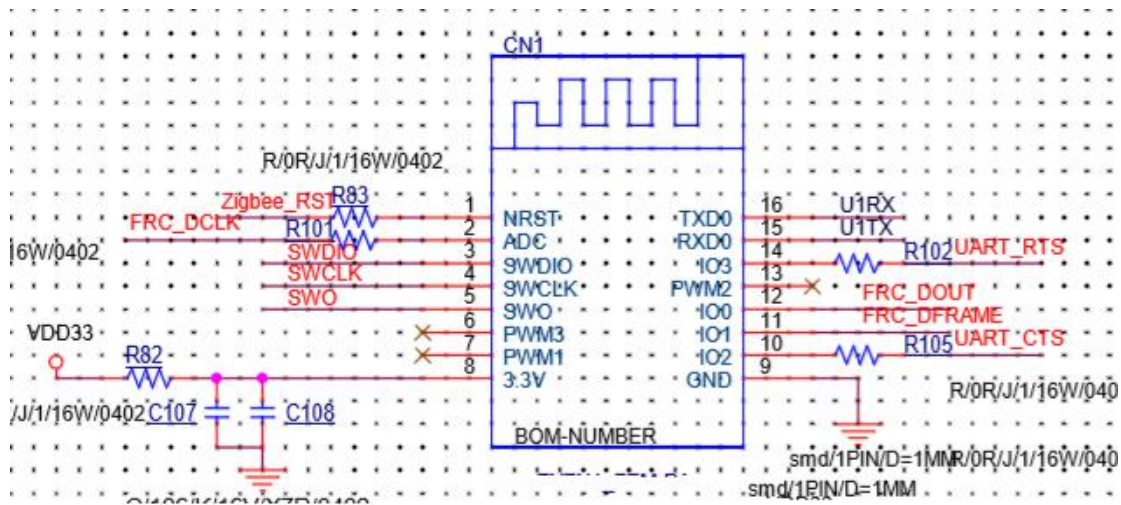 CN1
R/0R/J/1/16W/0402
Zigbee_RST R83 1 NRST TXD0 16 U1RX
FRC_DCLK R101 2 ADC RXD0 15 U1TX
16W/0402 SWDIO 3 SWDIO IO3 14 R102 UART_RTS
SWCLK 4 SWCLK PWM2 13
SWO 5 SWO IO0 12 FRC_DOUT
6 PWM3 IO1 11 FRC_DFRAME
VDD33 R82 7 PWM1 IO2 10 R105 UART_CTS
8 3.3V GND 9
R/0R/J/1/16W/040
/J/1/16W/0402 C107 C108
BOM-NUMBER
smd/1PIN/D=1MM R/0R/J/1/16W/040
smd/1PIN/D=1MM